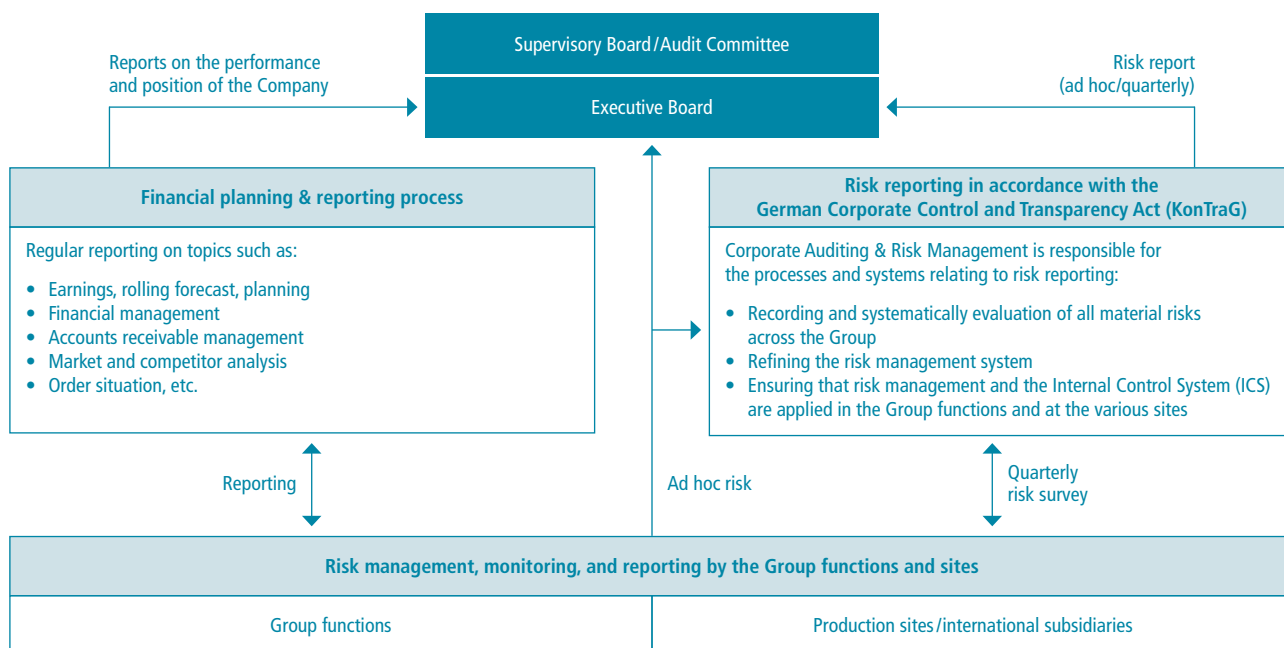 Supervisory Board/Audit Committee
Executive Board
Reports on the performance
and position of the Company
Risk report
(ad hoc/quarterly)
Financial planning & reporting process
Regular reporting on topics such as:
• Earnings, rolling forecast, planning
• Financial management
• Accounts receivable management
• Market and competitor analysis
• Order situation, etc.
Risk reporting in accordance with the
German Corporate Control and Transparency Act (KonTraG)
Corporate Auditing & Risk Management is responsible for
the processes and systems relating to risk reporting:
• Recording and systematically evaluation of all material risks
across the Group
• Refining the risk management system
• Ensuring that risk management and the Internal Control System (ICS)
are applied in the Group functions and at the various sites
Reporting
Ad hoc risk
Quarterly
risk survey
Risk management, monitoring, and reporting by the Group functions and sites
Group functions
Production sites/international subsidiaries